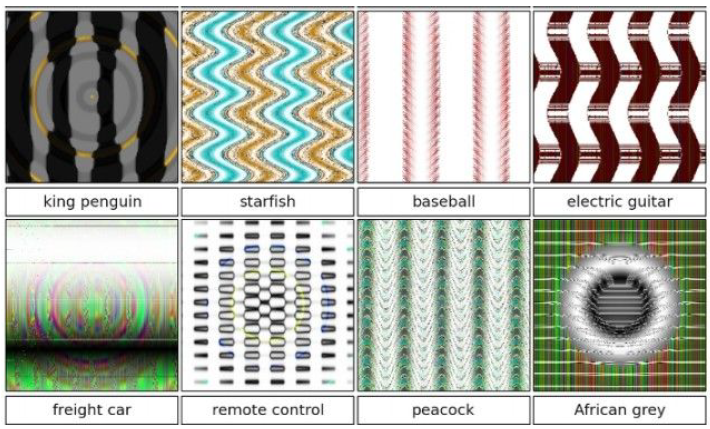 king penguin
starfish
baseball
electric guitar
freight car
remote control
peacock
African grey